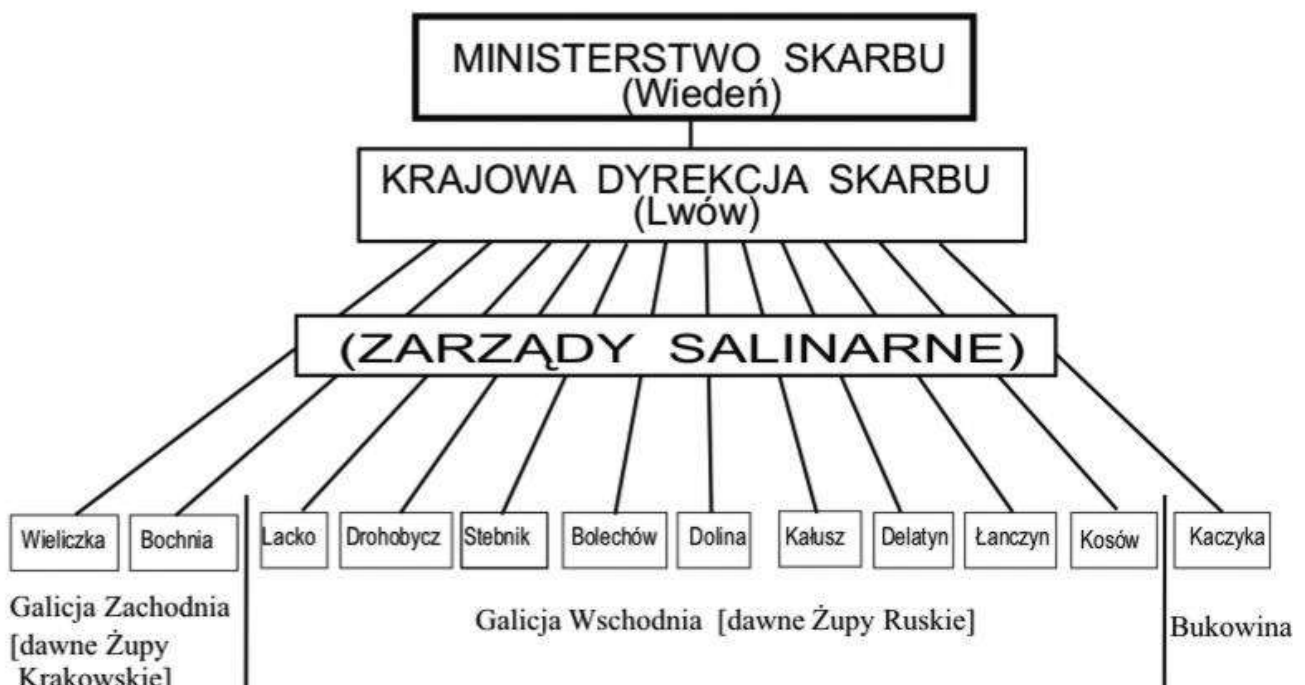 MINISTERSTWO SKARBU
(Wiedeń)
KRAJOWA DYREKCJA SKARBU
(Lwów)
(ZARZĄDY SALINARNE)
Wieliczka
Bochnia
Lacko
Drohobycz
Stebnik
Bolechów
Dolina
Kałusz
Delatyn
Łanczyn
Kosów
Kaczyka
Galicja Zachodnia
[dawne Żupy
Krakowskie]
Galicja Wschodnia [dawne Żupy Ruskie]
Bukowina